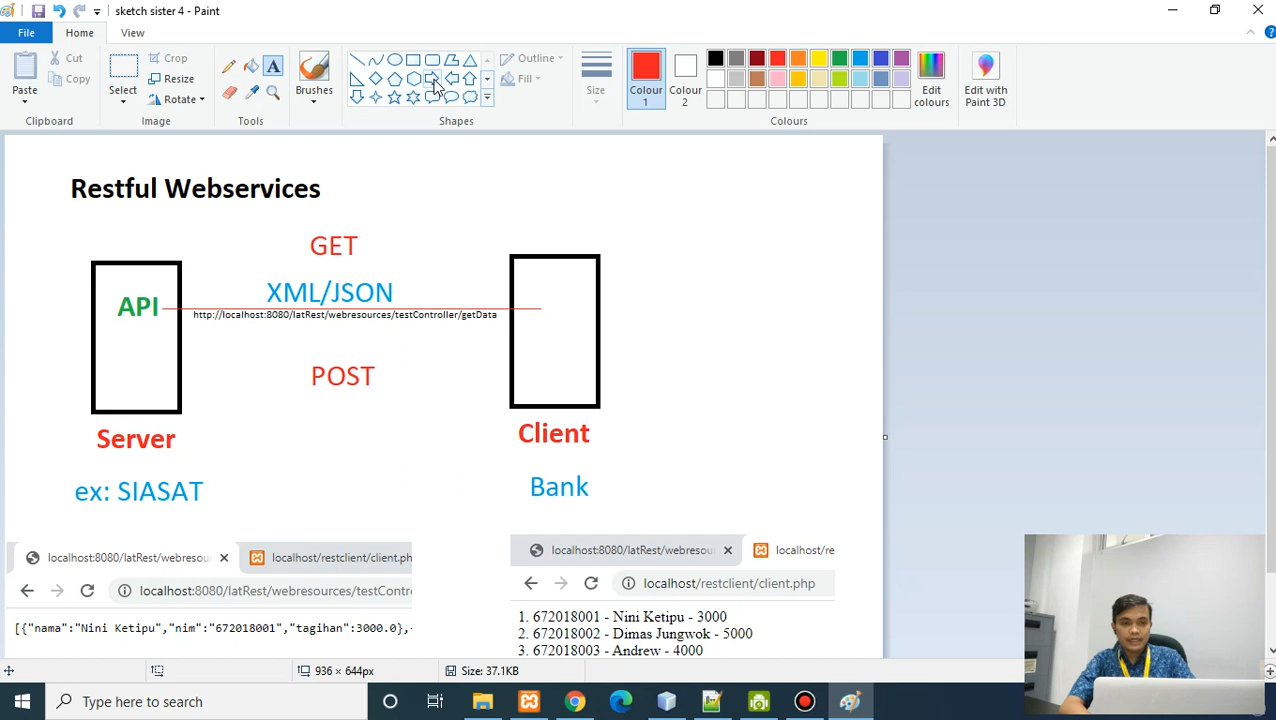 sketch sister 4 - Paint
File
Home
View
Paste
Cut
Copy
Clipboard
Select
Crop
Resize
Rotate
Image
A
Tools
Brushes
Outline
Fill
Shapes
Size
Colour
1
Colour
2
Edit
colours
Edit with
Paint 3D
Colours
Restful Webservices
GET
XML/JSON
API
http://localhost:8080/latRest/webresources/testController/getData
POST
Server
Client
ex: SIASAT
Bank
localhost:8080/latRest/webresou
localhost/restclient/client.ph
localhost:8080/latRest/webresources/testContro
[{"nama":"Nini Ketipu","nim":"672018001","tagihan":3000.0},
localhost:8080/latRest/webresou
localhost/re
localhost/restclient/client.php
1. 672018001 - Nini Ketipu - 3000
2. 672018002 - Dimas Jungwok - 5000
3. 672018003 - Andrew - 4000
936 × 644px
Size: 37.1KB
Type here to search